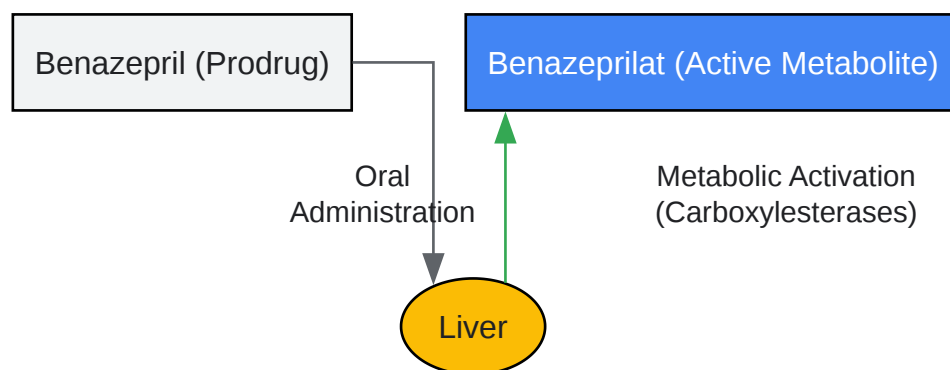 Benazepril (Prodrug)
Benazeprilat (Active Metabolite)
Oral
Administration
Metabolic Activation
(Carboxylesterases)
Liver